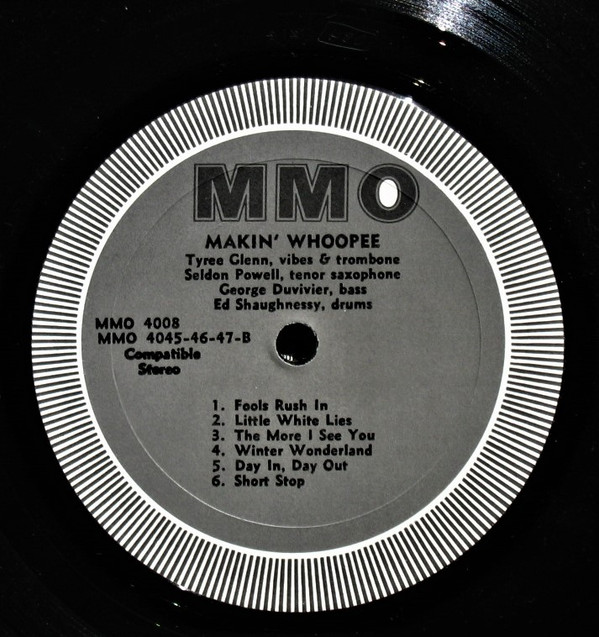 MMO
MAKIN' WHOOPEE
Tyree Glenn, vibes & trombone
Seldon Powell, tenor saxophone
George Duvivier, bass
Ed Shaughnessy, drums
MMO 4008
MMO 4045-46-47-B
Compatible
Stereo
1. Fools Rush In
2. Little White Lies
3. The More I See You
4. Winter Wonderland
5. Day In, Day Out
6. Short Stop